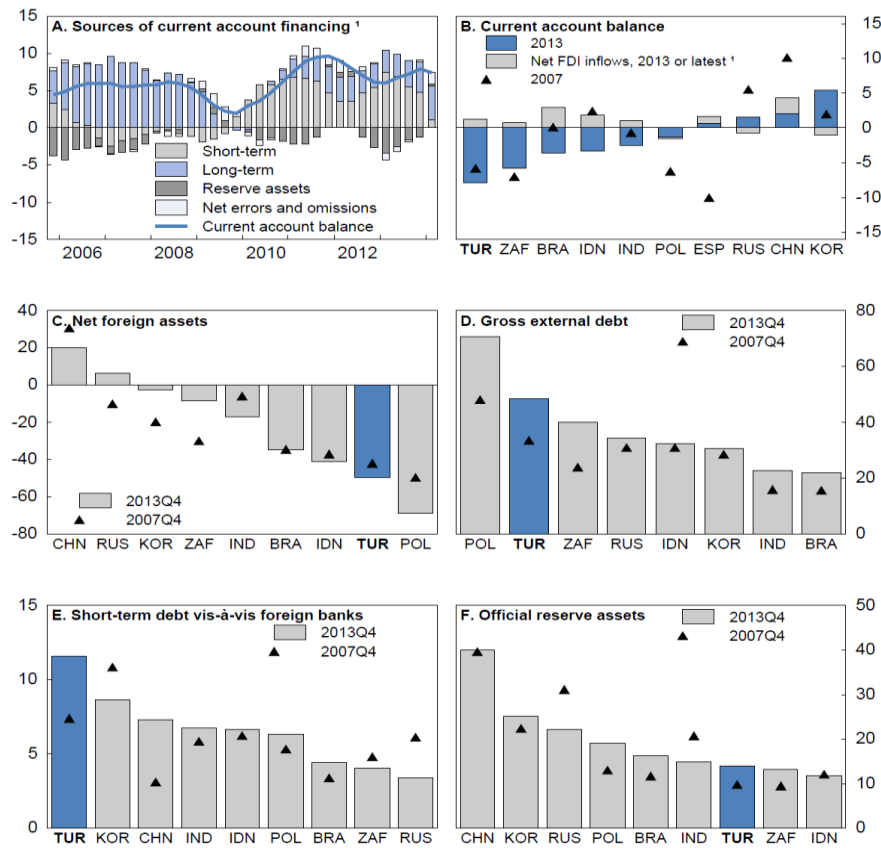 A. Sources of current account financing ¹
15
10
5
0
-5
-10
-15
Short-term
Long-term
Reserve assets
Net errors and omissions
Current account balance
2006 2008 2010 2012
B. Current account balance
2013
Net FDI inflows, 2013 or latest ¹
2007
15
10
5
0
-5
-10
-15
TUR ZAF BRA IDN IND POL ESP RUS CHN KOR
C. Net foreign assets
40
20
0
-20
-40
-60
-80
2013Q4
2007Q4
CHN RUS KOR ZAF IND BRA IDN TUR POL
D. Gross external debt
2013Q4
2007Q4
80
60
40
20
0
POL TUR ZAF RUS IDN KOR IND BRA
E. Short-term debt vis-à-vis foreign banks
15
10
5
0
2013Q4
2007Q4
TUR KOR CHN IND IDN POL BRA ZAF RUS
F. Official reserve assets
2013Q4
2007Q4
50
40
30
20
10
0
CHN KOR RUS POL BRA IND TUR ZAF IDN